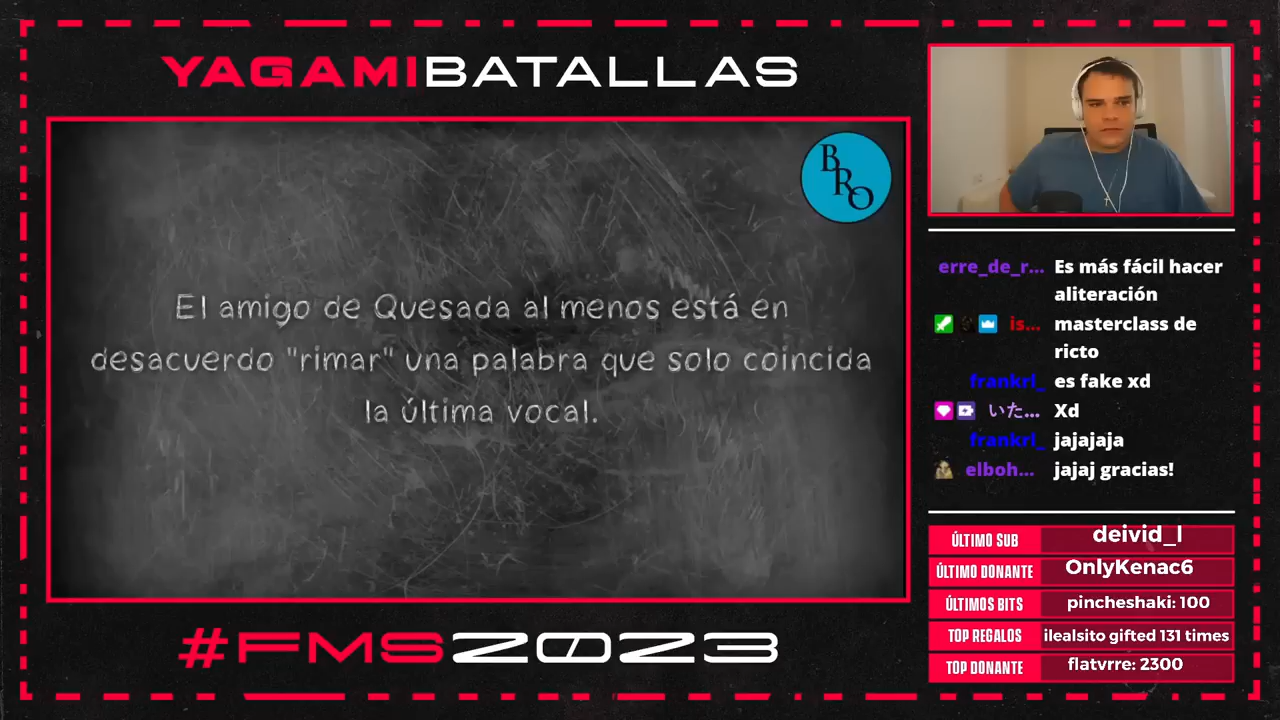 YAGAMIBATALLAS
BRO
El amigo de Quesada al menos está en
desacuerdo "rimar" una palabra que solo coincida
la última vocal.
#FMS2023
erre_de_r... Es más fácil hacer
aliteración
is... masterclass de
ricto
frankrl_ es fake xd
いた... Xd
frankrl_ jajajaja
elboh... jajaj gracias!
ÚLTIMO SUB deivid_l
ÚLTIMO DONANTE OnlyKenac6
ÚLTIMOS BITS pincheshaki: 100
TOP REGALOS ilealsito gifted 131 times
TOP DONANTE flatvrre: 2300